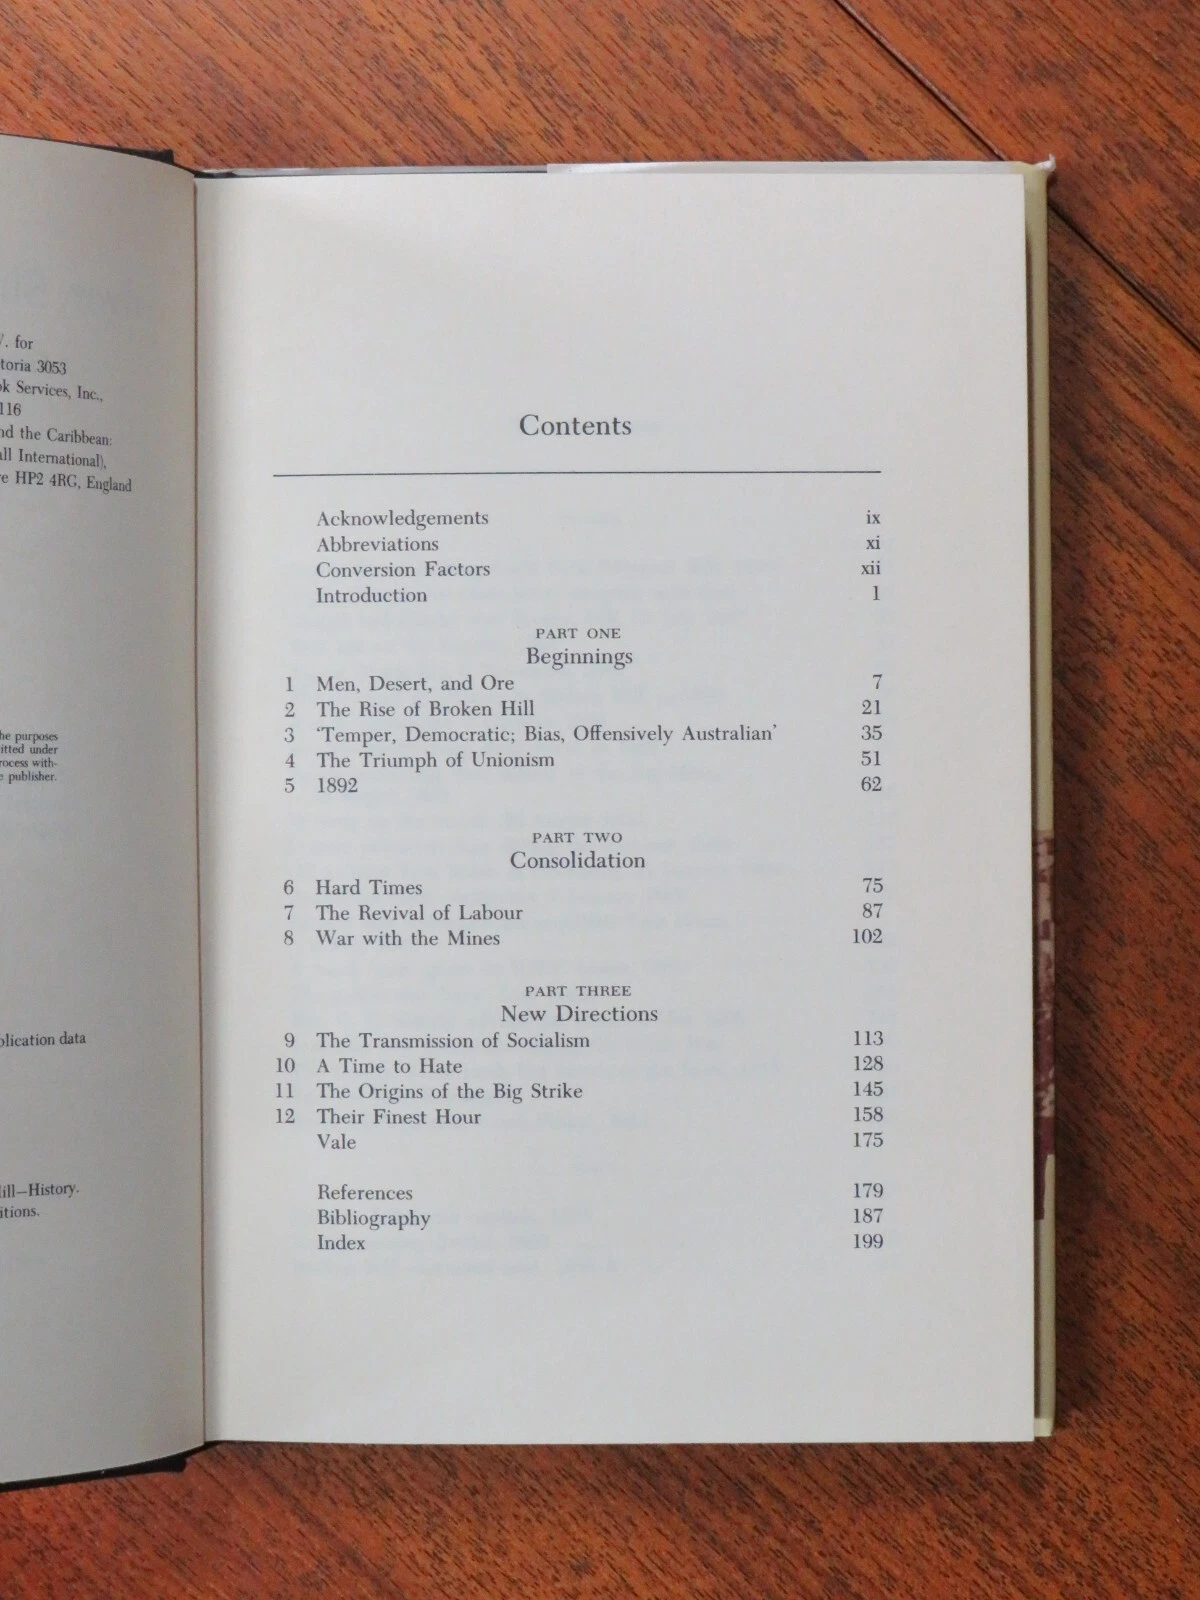 V. for
toria 3053
ok Services, Inc.,
116
nd the Caribbean:
all International),
re HP2 4RG, England
he purposes
itted under
rocess with-
e publisher.
plication data
ill—History.
itions.
Contents
Acknowledgements ix
Abbreviations xi
Conversion Factors xii
Introduction 1
PART ONE
Beginnings
1 Men, Desert, and Ore 7
2 The Rise of Broken Hill 21
3 ‘Temper, Democratic; Bias, Offensively Australian’ 35
4 The Triumph of Unionism 51
5 1892 62
PART TWO
Consolidation
6 Hard Times 75
7 The Revival of Labour 87
8 War with the Mines 102
PART THREE
New Directions
9 The Transmission of Socialism 113
10 A Time to Hate 128
11 The Origins of the Big Strike 145
12 Their Finest Hour 158
Vale 175
References 179
Bibliography 187
Index 199